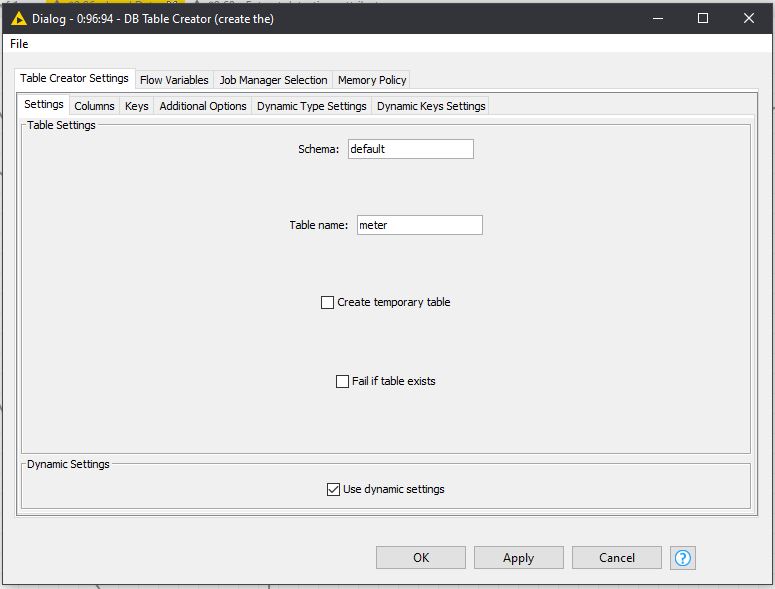 Dialog - 0:96:94 - DB Table Creator (create the)
File
Table Creator Settings Flow Variables Job Manager Selection Memory Policy
Settings Columns Keys Additional Options Dynamic Type Settings Dynamic Keys Settings
Table Settings
Schema: default
Table name: meter
Create temporary table
Fail if table exists
Dynamic Settings
Use dynamic settings
OK Apply Cancel ?